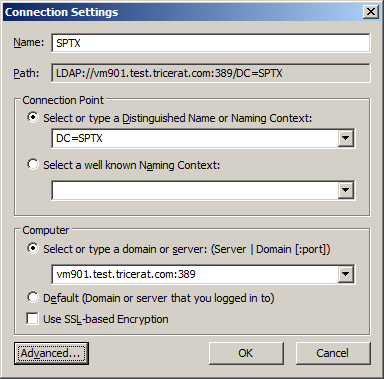 Connection Settings
Name: SPTX
Path: LDAP://vm901.test.tricerat.com:389/DC=SPTX
Connection Point
Select or type a Distinguished Name or Naming Context:
DC=SPTX
Select a well known Naming Context:
Computer
Select or type a domain or server: (Server | Domain [:port])
vm901.test.tricerat.com:389
Default (Domain or server that you logged in to)
Use SSL-based Encryption
Advanced... OK Cancel